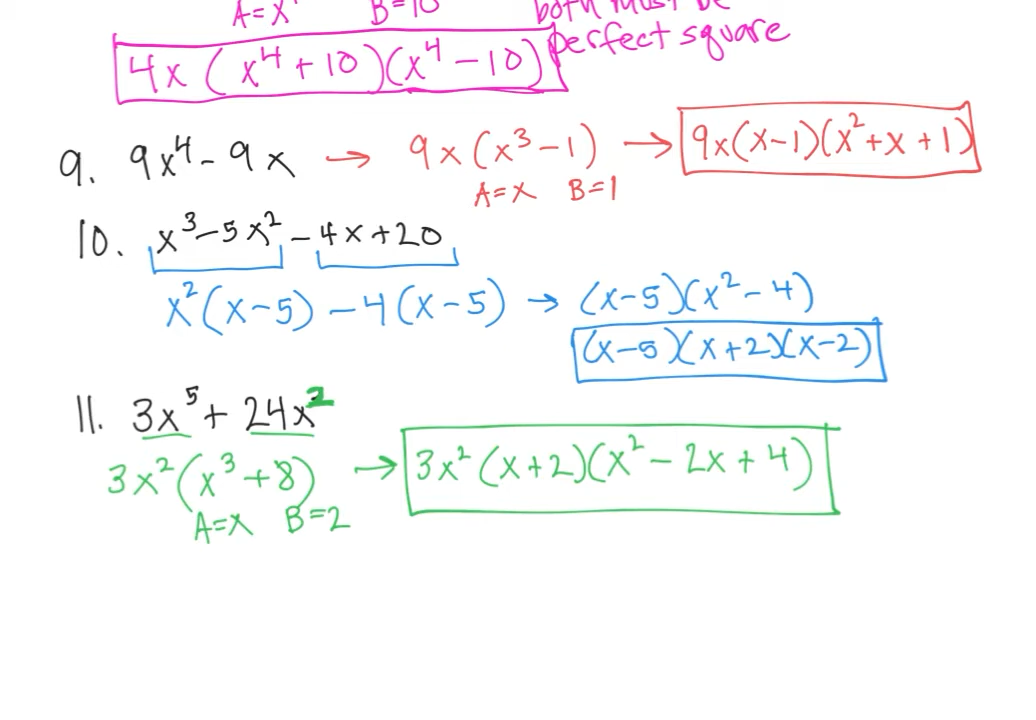 A=x⁴ B=10 both must be
perfect square
4x(x⁴+10)(x⁴-10)
9. 9x⁴-9x → 9x(x³-1) → 9x(x-1)(x²+x+1)
A=x B=1
10. x³-5x²-4x+20
x²(x-5)-4(x-5) → (x-5)(x²-4)
(x-5)(x+2)(x-2)
11. 3x⁵+24x²
3x²(x³+8) → 3x²(x+2)(x²-2x+4)
A=x B=2